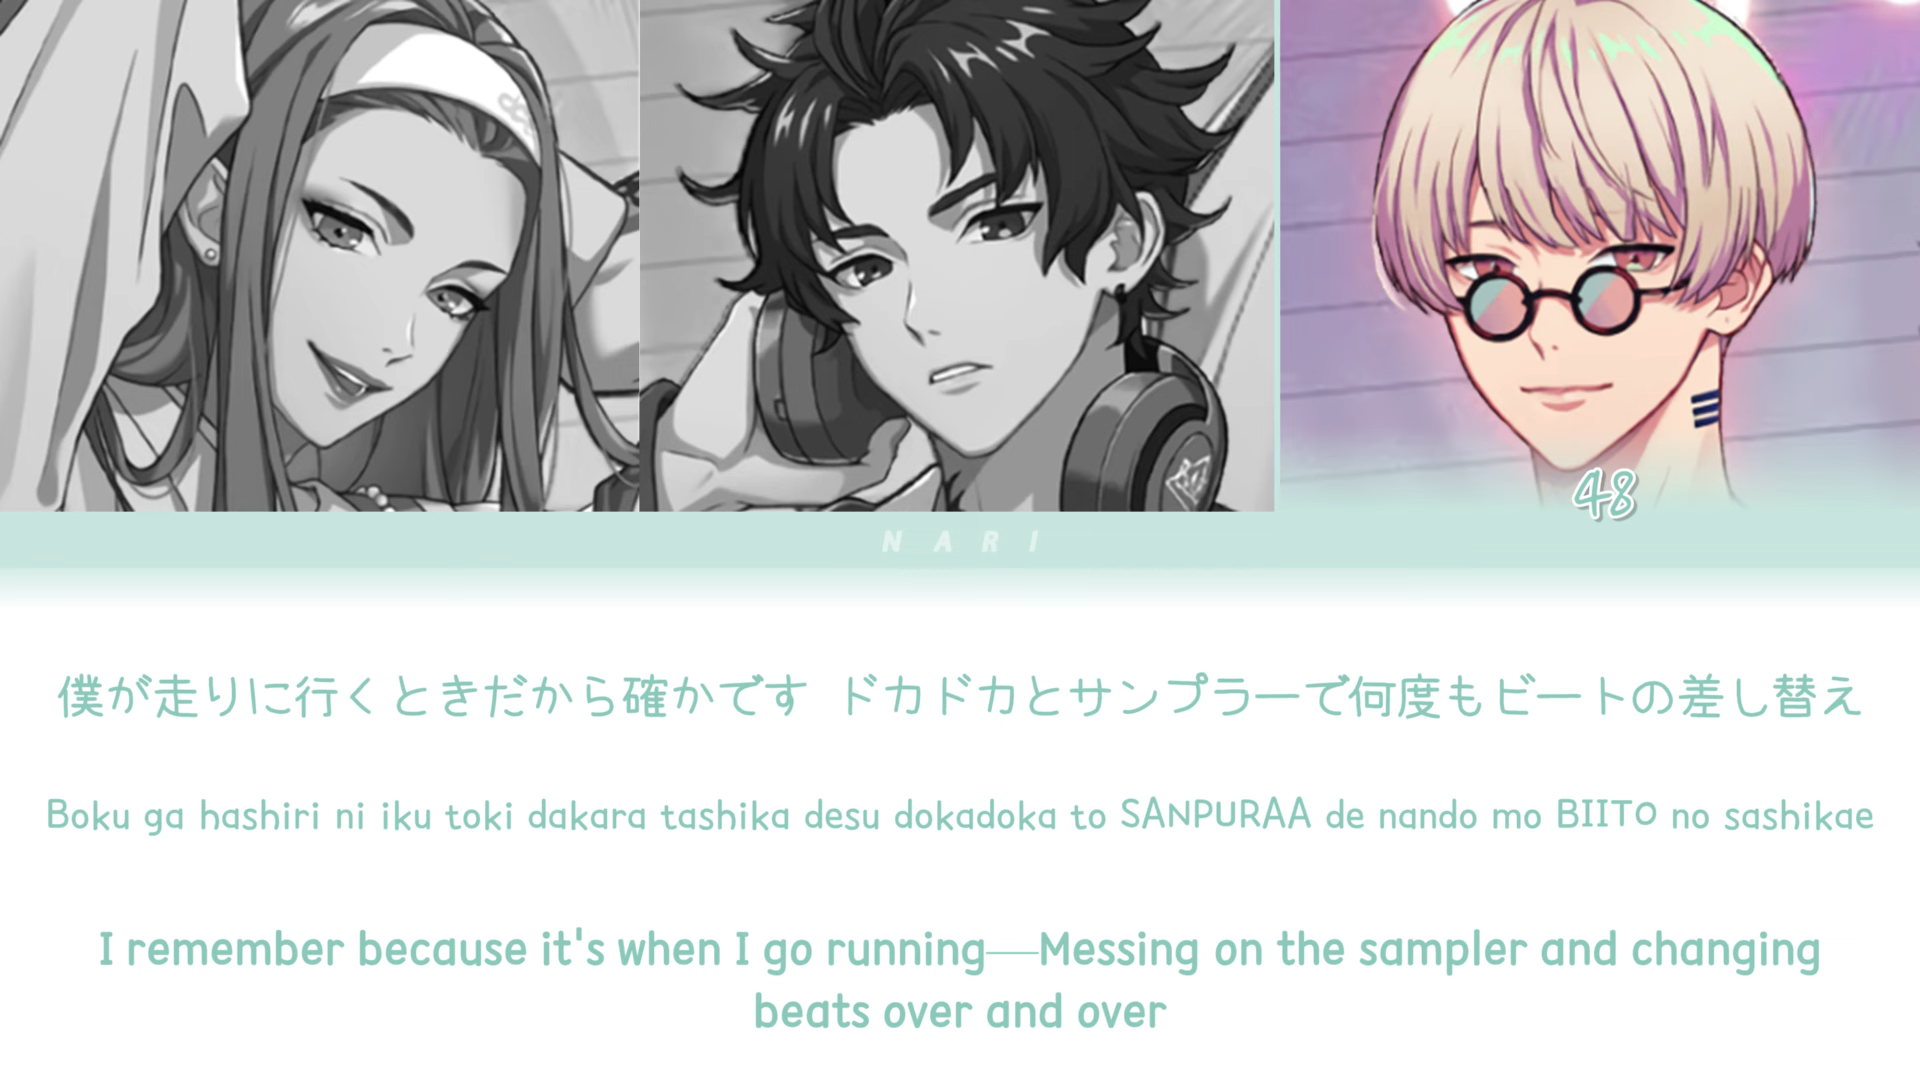 48
N A R I
僕が走りに行くときだから確かです ドカドカとサンプラーで何度もビートの差し替え
Boku ga hashiri ni iku toki dakara tashika desu dokadoka to SANPURAA de nando mo BIITO no sashikae
I remember because it's when I go running—Messing on the sampler and changing
beats over and over